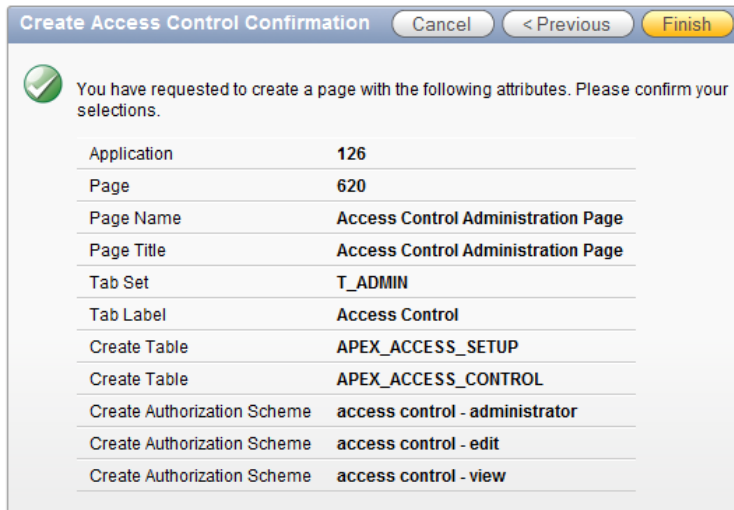 Create Access Control Confirmation Cancel < Previous Finish
You have requested to create a page with the following attributes. Please confirm your
selections.
Application 126
Page 620
Page Name Access Control Administration Page
Page Title Access Control Administration Page
Tab Set T_ADMIN
Tab Label Access Control
Create Table APEX_ACCESS_SETUP
Create Table APEX_ACCESS_CONTROL
Create Authorization Scheme access control - administrator
Create Authorization Scheme access control - edit
Create Authorization Scheme access control - view